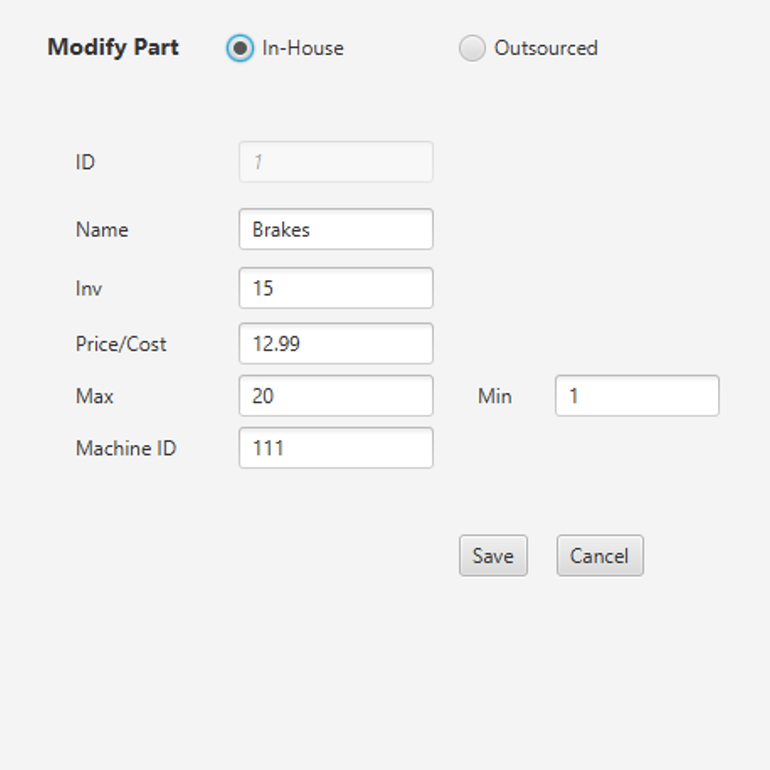 Modify Part In-House Outsourced
ID 1
Name Brakes
Inv 15
Price/Cost 12.99
Max 20 Min 1
Machine ID 111
Save Cancel